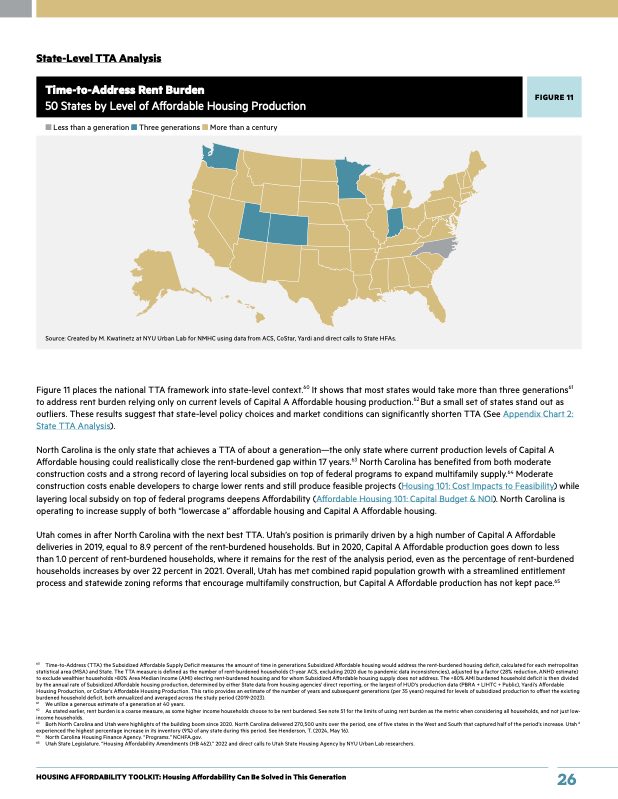 State-Level TTA Analysis
Time-to-Address Rent Burden
50 States by Level of Affordable Housing Production
FIGURE 11
Less than a generation Three generations More than a century
Source: Created by M. Kwatinetz at NYU Urban Lab for NMHC using data from ACS, CoStar, Yardi and direct calls to State HFAs.
Figure 11 places the national TTA framework into state-level context.60 It shows that most states would take more than three generations61
to address rent burden relying only on current levels of Capital A Affordable housing production.62 But a small set of states stand out as
outliers. These results suggest that state-level policy choices and market conditions can significantly shorten TTA (See Appendix Chart 2:
State TTA Analysis).
North Carolina is the only state that achieves a TTA of about a generation—the only state where current production levels of Capital A
Affordable housing could realistically close the rent-burdened gap within 17 years.63 North Carolina has benefited from both moderate
construction costs and a strong record of layering local subsidies on top of federal programs to expand multifamily supply.64 Moderate
construction costs enable developers to charge lower rents and still produce feasible projects (Housing 101: Cost Impacts to Feasibility) while
layering local subsidy on top of federal programs deepens Affordability (Affordable Housing 101: Capital Budget & NOI). North Carolina is
operating to increase supply of both “lowercase a” affordable housing and Capital A Affordable housing.
Utah comes in after North Carolina with the next best TTA. Utah’s position is primarily driven by a high number of Capital A Affordable
deliveries in 2019, equal to 8.9 percent of the rent-burdened households. But in 2020, Capital A Affordable production goes down to less
than 1.0 percent of rent-burdened households, where it remains for the rest of the analysis period, even as the percentage of rent-burdened
households increases by over 22 percent in 2021. Overall, Utah has met combined rapid population growth with a streamlined entitlement
process and statewide zoning reforms that encourage multifamily construction, but Capital A Affordable production has not kept pace.65
60 Time-to-Address (TTA) the Subsidized Affordable Supply Deficit measures the amount of time in generations Subsidized Affordable housing would address the rent-burdened housing deficit, calculated for each metropolitan
statistical area (MSA) and State. The TTA measure is defined as the number of rent-burdened households (1-year ACS, excluding 2020 due to pandemic data inconsistencies), adjusted by a factor (28% reduction, ANHD estimate)
to exclude wealthier households >80% Area Median Income (AMI) electing rent-burdened housing and for whom Subsidized Affordable housing supply does not address. The <80% AMI burdened household deficit is then divided
by the annual rate of Subsidized Affordable housing production, determined by either State data from housing agencies' direct reporting, or the largest of HUD's production data (PBRA + LIHTC + Public), Yardi's Affordable
Housing Production, or CoStar's Affordable Housing Production. This ratio provides an estimate of the number of years and subsequent generations (per 35 years) required for levels of subsidized production to offset the existing
burdened household deficit, both annualized and averaged across the study period (2019-2023).
61 We utilize a generous estimate of a generation at 40 years.
62 As stated earlier, rent burden is a coarse measure, as some higher income households choose to be rent burdened. See note 51 for the limits of using rent burden as the metric when considering all households, and not just low-
income households.
63 Both North Carolina and Utah were highlights of the building boom since 2020. North Carolina delivered 270,500 units over the period, one of five states in the West and South that captured half of the period's increase. Utah
experienced the highest percentage increase in its inventory (9%) of any state during this period. See Henderson, T. (2024, May 16).
64 North Carolina Housing Finance Agency. "Programs." NCHFA.gov.
65 Utah State Legislature, "Housing Affordability Amendments (HB 462)," 2022 and direct calls to Utah State Housing Agency by NYU Urban Lab researchers.
HOUSING AFFORDABILITY TOOLKIT: Housing Affordability Can Be Solved in This Generation
26